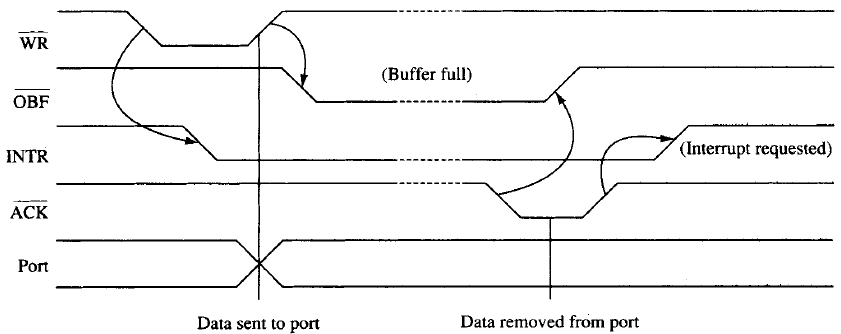 WR
(Buffer full)
OBF
INTR
(Interrupt requested)
ACK
Port
Data sent to port
Data removed from port